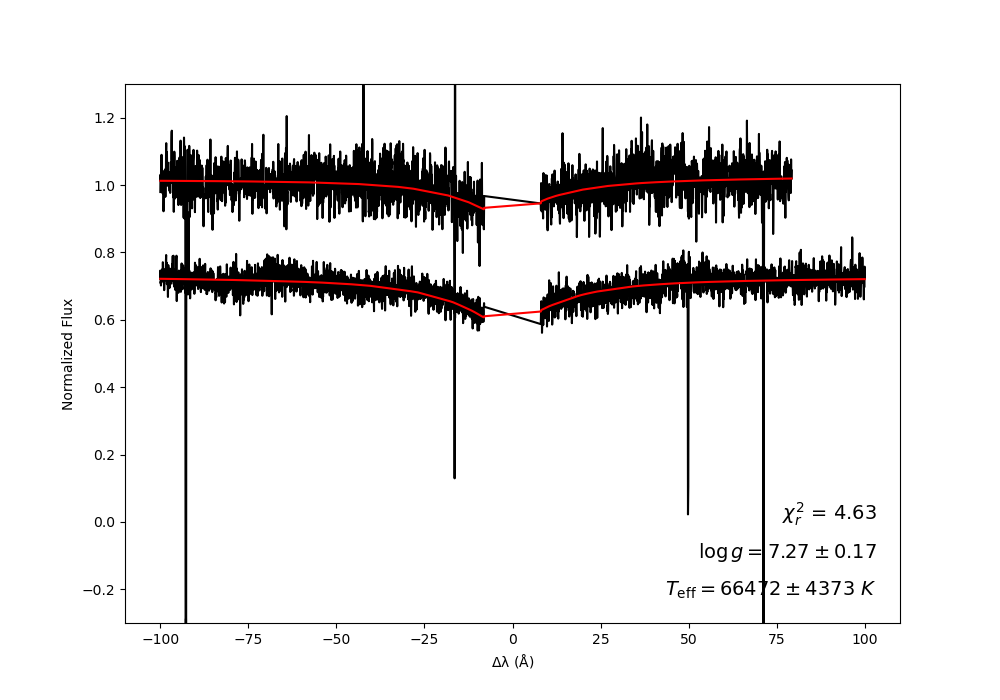 1.2
1.0
0.8
0.6
0.4
0.2
0.0
−0.2
Normalized Flux
χ²ᵣ = 4.63
log g = 7.27 ± 0.17
T_eff = 66472 ± 4373 K
−100 −75 −50 −25 0 25 50 75 100
Δλ (Å)